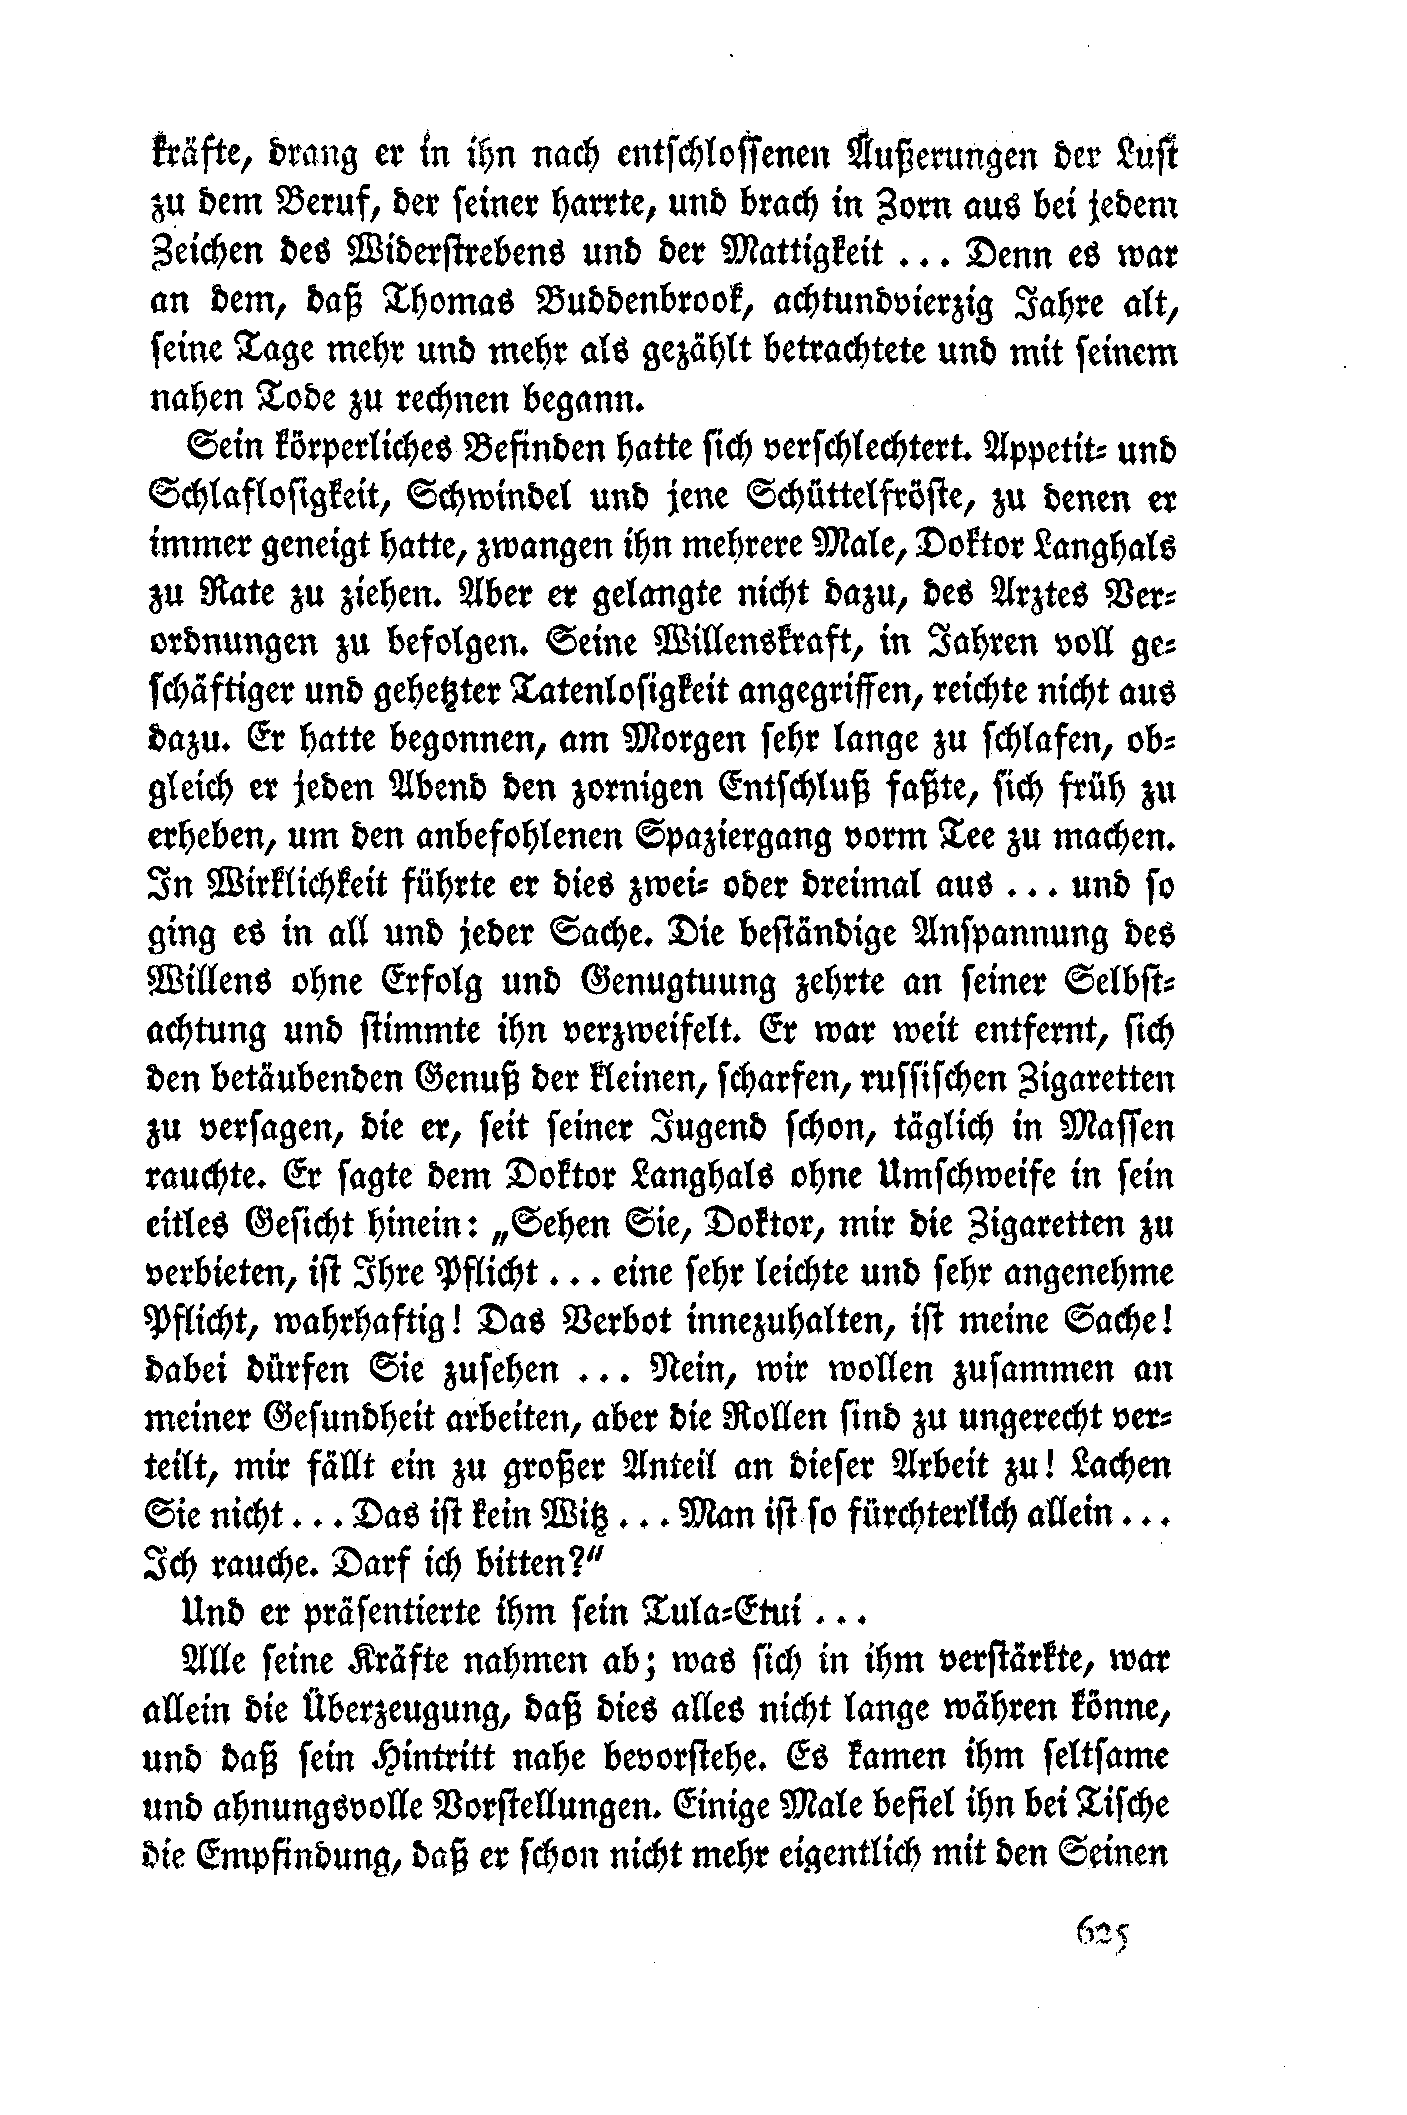 kräfte, drang er in ihn nach entschlossenen Äußerungen der Lust
zu dem Beruf, der seiner harrte, und brach in Zorn aus bei jedem
Zeichen des Widerstrebens und der Mattigkeit ... Denn es war
an dem, daß Thomas Buddenbrook, achtundvierzig Jahre alt,
seine Tage mehr und mehr als gezählt betrachtete und mit seinem
nahen Tode zu rechnen begann.
Sein körperliches Befinden hatte sich verschlechtert. Appetit- und
Schlaflosigkeit, Schwindel und jene Schüttelfröste, zu denen er
immer geneigt hatte, zwangen ihn mehrere Male, Doktor Langhals
zu Rate zu ziehen. Aber er gelangte nicht dazu, des Arztes Ver-
ordnungen zu befolgen. Seine Willenskraft, in Jahren voll ge-
schäftiger und gehetzter Tatenlosigkeit angegriffen, reichte nicht aus
dazu. Er hatte begonnen, am Morgen sehr lange zu schlafen, ob-
gleich er jeden Abend den zornigen Entschluß faßte, sich früh zu
erheben, um den anbefohlenen Spaziergang vorm Tee zu machen.
In Wirklichkeit führte er dies zwei- oder dreimal aus ... und so
ging es in all und jeder Sache. Die beständige Anspannung des
Willens ohne Erfolg und Genugtuung zehrte an seiner Selbst-
achtung und stimmte ihn verzweifelt. Er war weit entfernt, sich
den betäubenden Genuß der kleinen, scharfen, russischen Zigaretten
zu versagen, die er, seit seiner Jugend schon, täglich in Massen
rauchte. Er sagte dem Doktor Langhals ohne Umschweife in sein
eitles Gesicht hinein: „Sehen Sie, Doktor, mir die Zigaretten zu
verbieten, ist Ihre Pflicht ... eine sehr leichte und sehr angenehme
Pflicht, wahrhaftig! Das Verbot innezuhalten, ist meine Sache!
dabei dürfen Sie zusehen ... Nein, wir wollen zusammen an
meiner Gesundheit arbeiten, aber die Rollen sind zu ungerecht ver-
teilt, mir fällt ein zu großer Anteil an dieser Arbeit zu! Lachen
Sie nicht ... Das ist kein Witz ... Man ist so fürchterlich allein ...
Ich rauche. Darf ich bitten?“
Und er präsentierte ihm sein Tula-Etui ...
Alle seine Kräfte nahmen ab; was sich in ihm verstärkte, war
allein die Überzeugung, daß dies alles nicht lange währen könne,
und daß sein Hintritt nahe bevorstehe. Es kamen ihm seltsame
und ahnungsvolle Vorstellungen. Einige Male befiel ihn bei Tische
die Empfindung, daß er schon nicht mehr eigentlich mit den Seinen
625